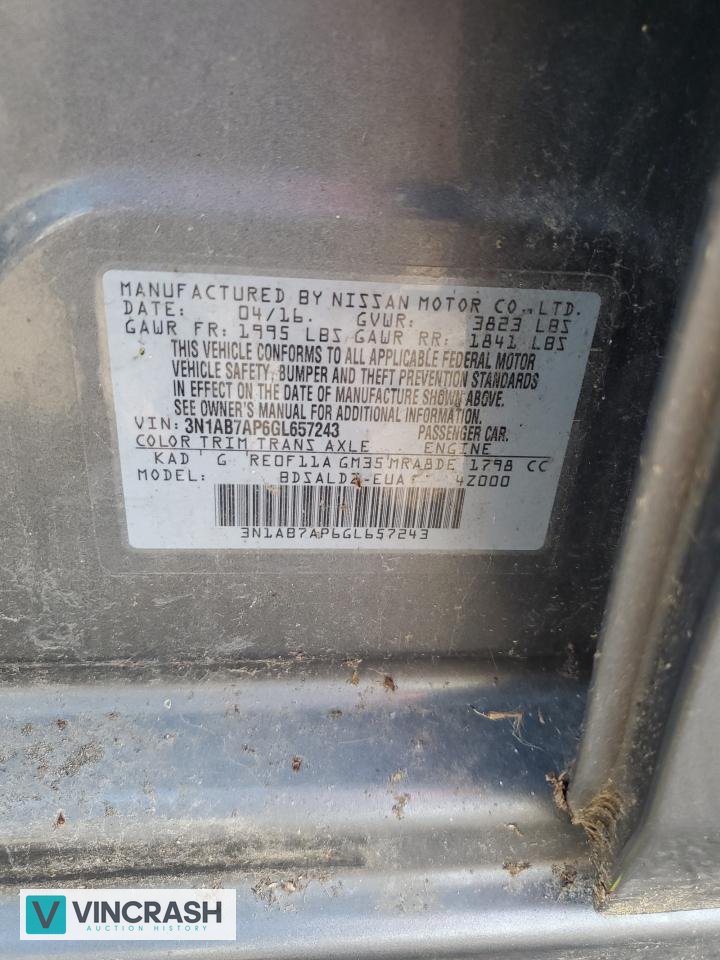 MANUFACTURED BY NISSAN MOTOR CO., LTD.
DATE: 04/16. GVWR: 3823 LBS
GAWR FR: 1995 LBS GAWR RR: 1841 LBS
THIS VEHICLE CONFORMS TO ALL APPLICABLE FEDERAL MOTOR
VEHICLE SAFETY, BUMPER AND THEFT PREVENTION STANDARDS
IN EFFECT ON THE DATE OF MANUFACTURE SHOWN ABOVE.
SEE OWNER'S MANUAL FOR ADDITIONAL INFORMATION.
VIN: 3N1AB7AP6GL657243 PASSENGER CAR.
COLOR TRIM TRANS AXLE ENGINE
KAD G RE0F11A GM35 MRA8DE 1798 CC
MODEL: 4Z000
3N1AB7AP6GL657243
V VINCRASH
AUCTION HISTORY